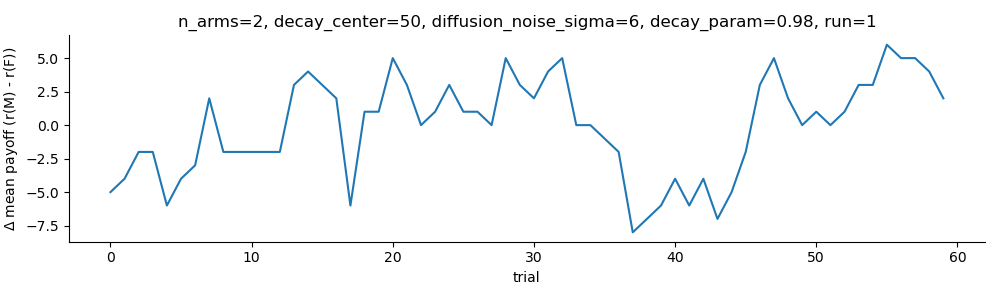 n_arms=2, decay_center=50, diffusion_noise_sigma=6, decay_param=0.98, run=1
Δ mean payoff (r(M) - r(F))
5.0
2.5
0.0
−2.5
−5.0
−7.5
0 10 20 30 40 50 60
trial